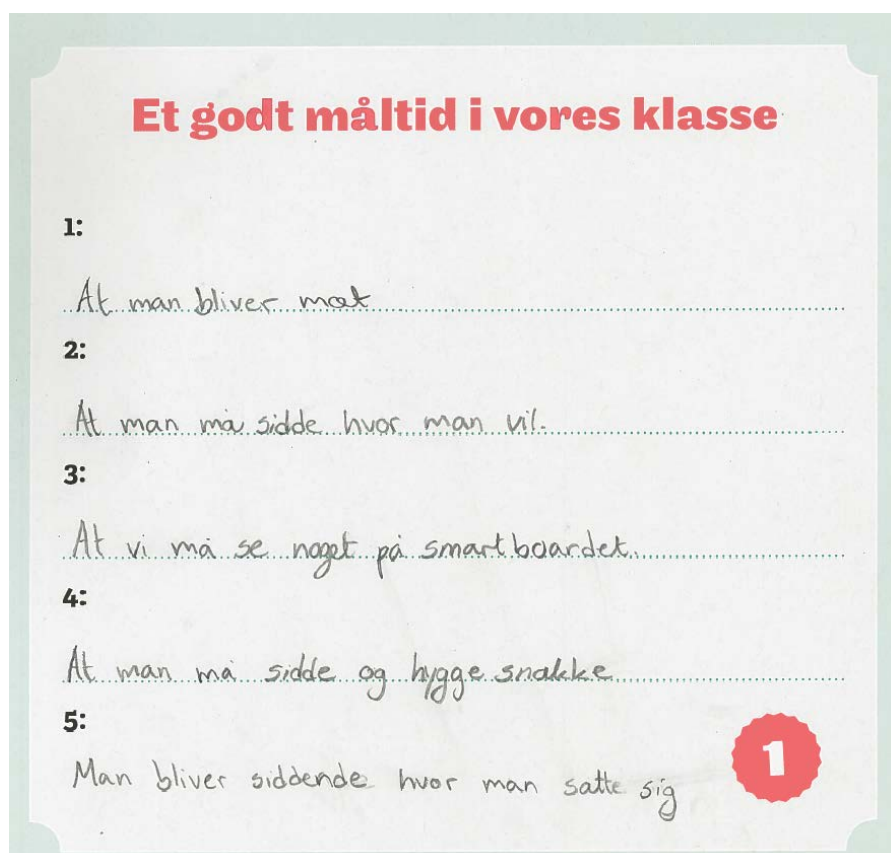 Et godt måltid i vores klasse
1:
At man bliver mæt
2:
At man må sidde hvor man vil.
3:
At vi må se noget på smartboardet.
4:
At man må sidde og hygge snakke
5:
Man bliver siddende hvor man satte sig
1